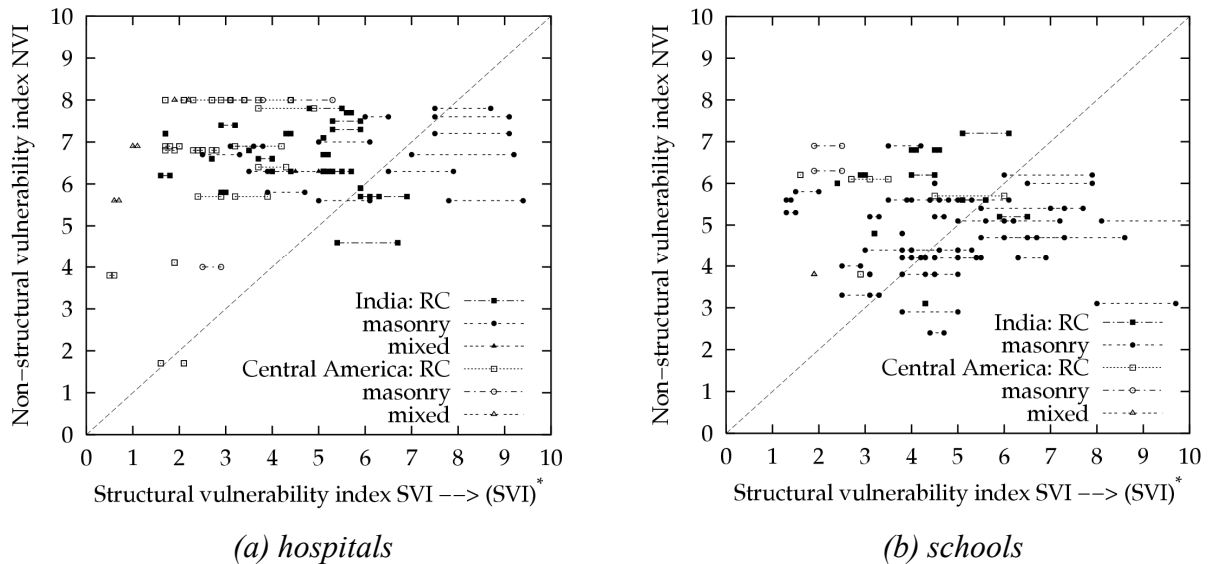 10
9
8
7
6
5
4
3
2
1
0
Non−structural vulnerability index NVI
India: RC
masonry
mixed
Central America: RC
masonry
mixed
0 1 2 3 4 5 6 7 8 9 10
Structural vulnerability index SVI −−> (SVI)*
(a) hospitals
10
9
8
7
6
5
4
3
2
1
0
Non−structural vulnerability index NVI
India: RC
masonry
Central America: RC
masonry
mixed
0 1 2 3 4 5 6 7 8 9 10
Structural vulnerability index SVI −−> (SVI)*
(b) schools